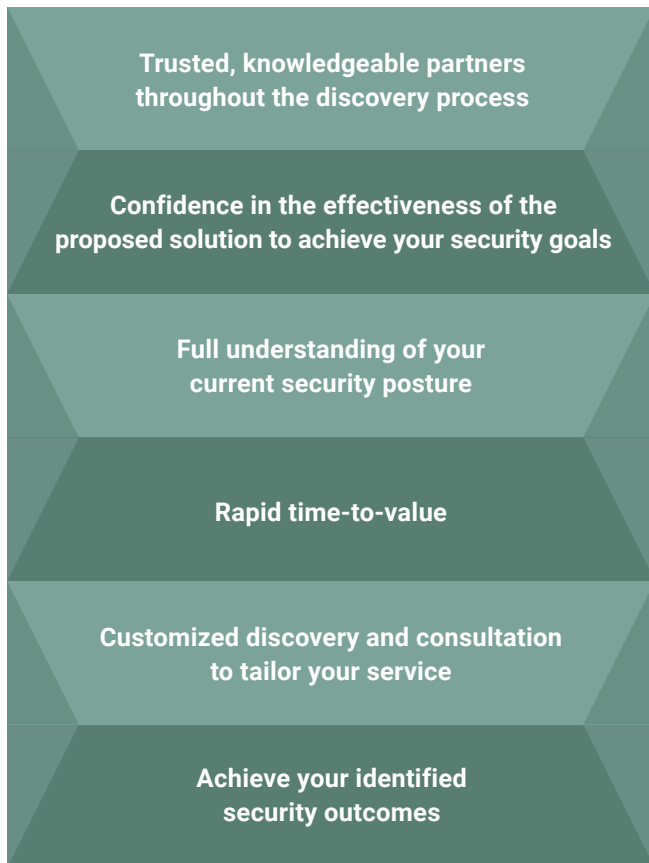 Trusted, knowledgeable partners
throughout the discovery process
Confidence in the effectiveness of the
proposed solution to achieve your security goals
Full understanding of your
current security posture
Rapid time-to-value
Customized discovery and consultation
to tailor your service
Achieve your identified
security outcomes